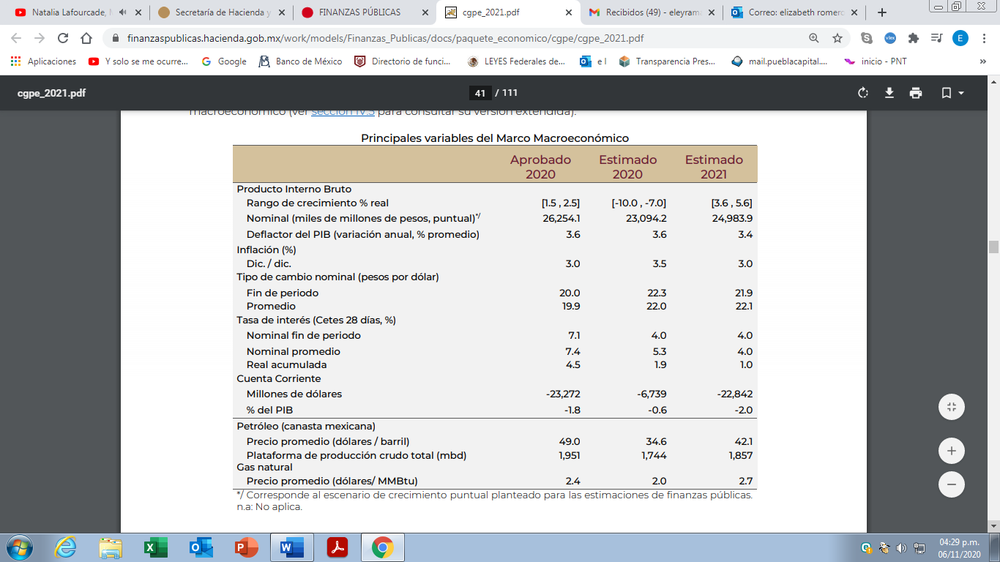 Natalia Lafourcade, N
Secretaría de Hacienda y
FINANZAS PÚBLICAS
cgpe_2021.pdf
Recibidos (49) - eleyrama
Correo: elizabeth romero
finanzaspublicas.hacienda.gob.mx/work/models/Finanzas_Publicas/docs/paquete_economico/cgpe/cgpe_2021.pdf
E
Aplicaciones Y solo se me ocurre... Google Banco de México Directorio de funci... LEYES Federales de... e l Transparencia Pres... mail.pueblacapital.... inicio - PNT »
cgpe_2021.pdf 41 / 111
macroeconómico (ver sección IV.3 para consultar su versión extendida).
Principales variables del Marco Macroeconómico
Aprobado Estimado Estimado
2020 2020 2021
Producto Interno Bruto
Rango de crecimiento % real [1.5 , 2.5] [-10.0 , -7.0] [3.6 , 5.6]
Nominal (miles de millones de pesos, puntual)*/ 26,254.1 23,094.2 24,983.9
Deflactor del PIB (variación anual, % promedio) 3.6 3.6 3.4
Inflación (%)
Dic. / dic. 3.0 3.5 3.0
Tipo de cambio nominal (pesos por dólar)
Fin de periodo 20.0 22.3 21.9
Promedio 19.9 22.0 22.1
Tasa de interés (Cetes 28 días, %)
Nominal fin de periodo 7.1 4.0 4.0
Nominal promedio 7.4 5.3 4.0
Real acumulada 4.5 1.9 1.0
Cuenta Corriente
Millones de dólares -23,272 -6,739 -22,842
% del PIB -1.8 -0.6 -2.0
Petróleo (canasta mexicana)
Precio promedio (dólares / barril) 49.0 34.6 42.1
Plataforma de producción crudo total (mbd) 1,951 1,744 1,857
Gas natural
Precio promedio (dólares/ MMBtu) 2.4 2.0 2.7
*/ Corresponde al escenario de crecimiento puntual planteado para las estimaciones de finanzas públicas.
n.a: No aplica.
04:29 p.m.
06/11/2020